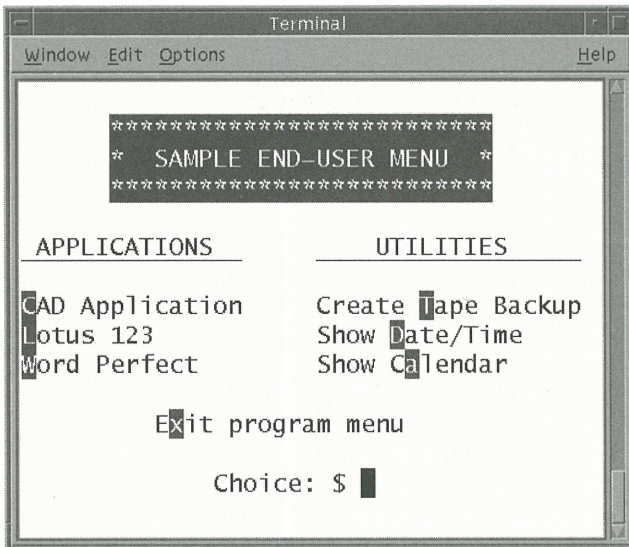 Terminal
Window Edit Options Help
**************************
* SAMPLE END–USER MENU *
**************************
APPLICATIONS UTILITIES
CAD Application Create Tape Backup
Lotus 123 Show Date/Time
Word Perfect Show Calendar
Exit program menu
Choice: $